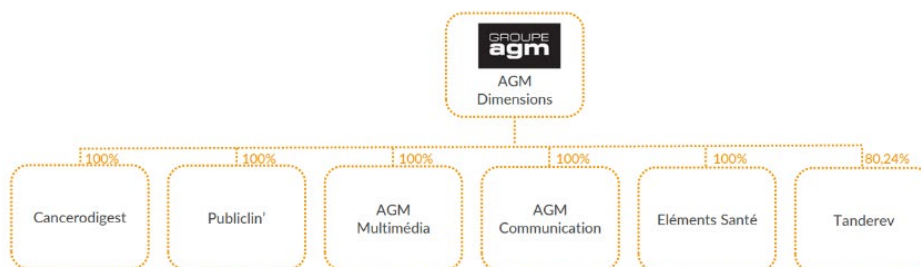 GROUPE
agm
AGM
Dimensions
100%
100%
100%
100%
100%
80,24%
Cancerodigest
Publiclin'
AGM
Multimédia
AGM
Communication
Eléments Santé
Tanderev